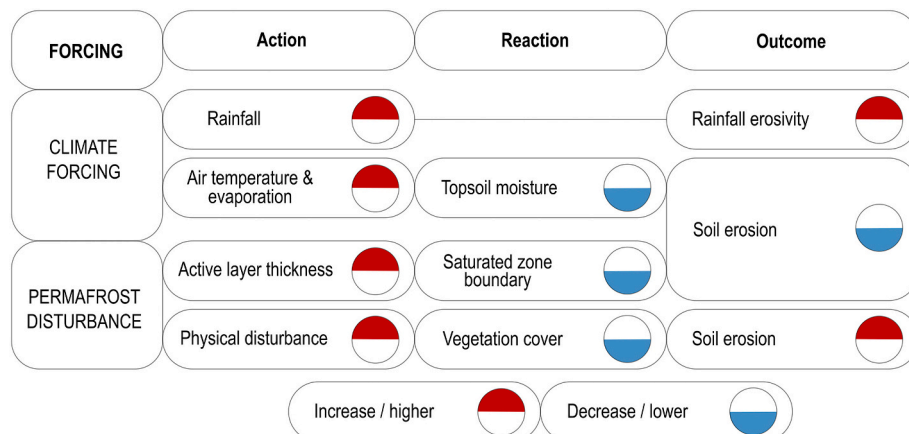 FORCING
Action
Reaction
Outcome
CLIMATE
FORCING
Rainfall
Rainfall erosivity
Air temperature &
evaporation
Topsoil moisture
Soil erosion
PERMAFROST
DISTURBANCE
Active layer thickness
Saturated zone
boundary
Physical disturbance
Vegetation cover
Soil erosion
Increase / higher
Decrease / lower